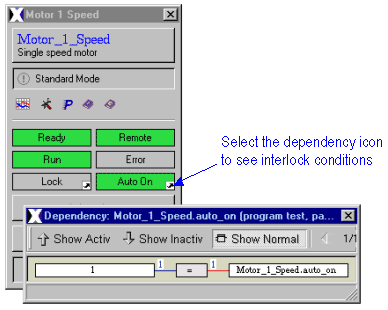 Motor 1 Speed
Motor_1_Speed
Single speed motor
Standard Mode
P
Ready
Remote
Run
Error
Lock
Auto On
Select the dependency icon
to see interlock conditions
Dependency: Motor_1_Speed.auto_on (program test, pa...
Show Activ
Show Inactiv
Show Normal
1/1
1
1
=
1
Motor_1_Speed.auto_on